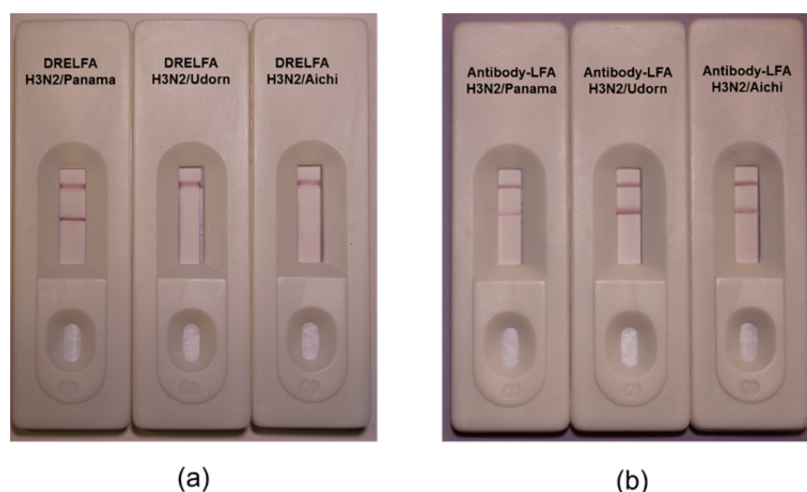 DRELFA
H3N2/Panama
DRELFA
H3N2/Udorn
DRELFA
H3N2/Aichi
Antibody-LFA
H3N2/Panama
Antibody-LFA
H3N2/Udorn
Antibody-LFA
H3N2/Aichi
(a)
(b)